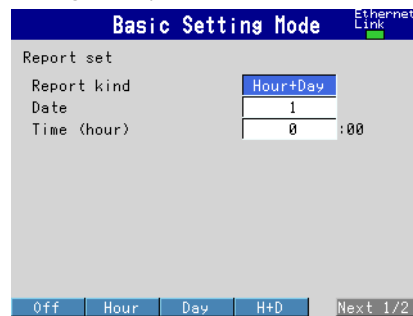 Basic Setting Mode
Ethernet
Link
Report set
Report kind Hour+Day
Date 1
Time (hour) 0 :00
Off Hour Day H+D Next 1/2